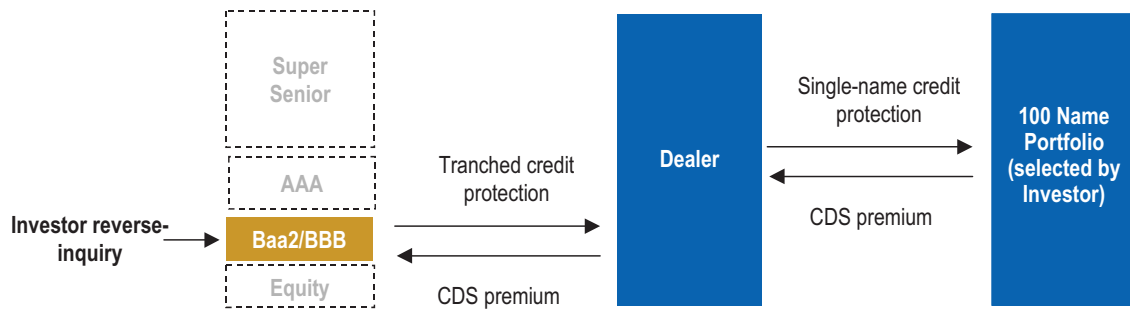 Super
Senior
AAA
Investor reverse-
inquiry
Baa2/BBB
Equity
Tranched credit
protection
CDS premium
Dealer
Single-name credit
protection
CDS premium
100 Name
Portfolio
(selected by
Investor)